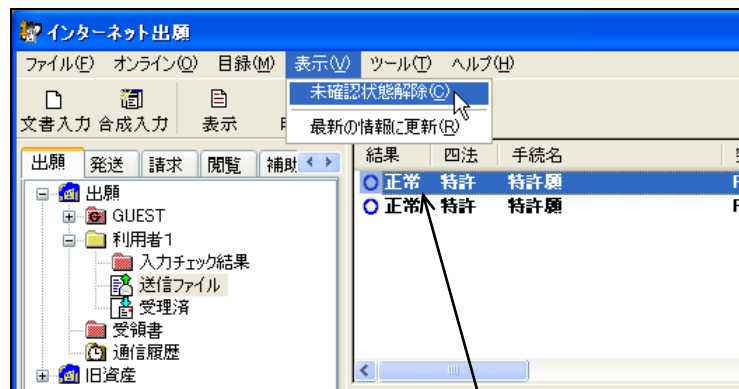 インターネット出願
ファイル(F) オンライン(O) 目録(M) 表示(V) ツール(T) ヘルプ(H)
未確認状態解除(C)
最新の情報に更新(R)
文書入力 合成入力 表示
出願 発送 請求 閲覧 補助
結果 四法 手続名
正常 特許 特許願
正常 特許 特許願
出願
GUEST
利用者1
入力チェック結果
送信ファイル
受理済
受領書
通信履歴
旧資産